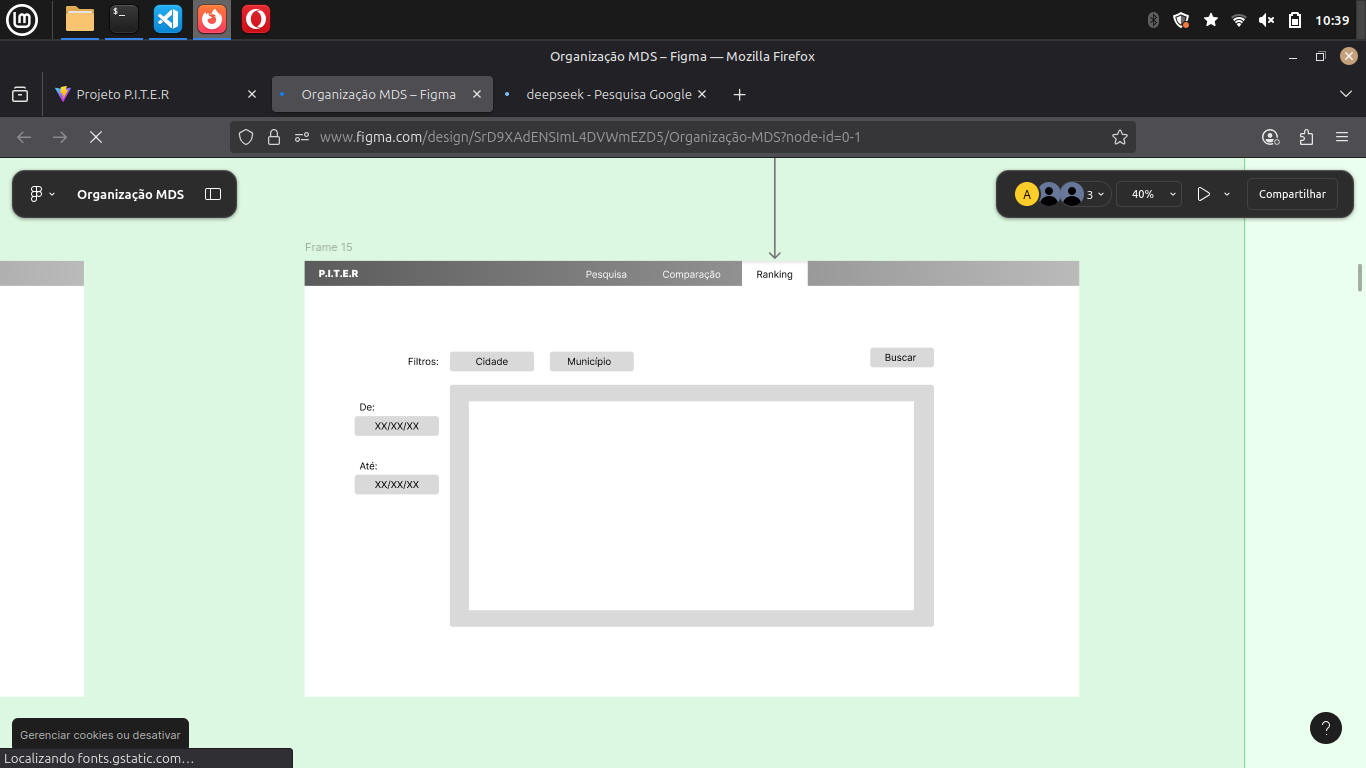 $_
10:39
Organização MDS – Figma — Mozilla Firefox
Projeto P.I.T.E.R
Organização MDS – Figma
deepseek - Pesquisa Google
www.figma.com/design/SrD9XAdENSImL4DVWmEZD5/Organização-MDS?node-id=0-1
Organização MDS
A
3
40%
Compartilhar
Frame 15
P.I.T.E.R
Pesquisa
Comparação
Ranking
Filtros:
Cidade
Município
Buscar
De:
XX/XX/XX
Até:
XX/XX/XX
Gerenciar cookies ou desativar
?
Localizando fonts.gstatic.com…